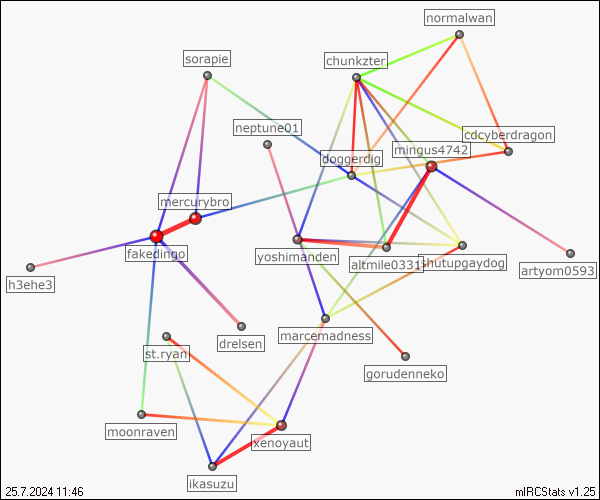 normalwan
sorapie
chunkzter
neptune01
cdcyberdragon
mingus4742
doggerdig
mercurybro
fakedingo
yoshimanden
altmile0331
shutupgaydog
artyom0593
h3ehe3
marcemadness
drelsen
st.ryan
gorudenneko
moonraven
xenoyaut
ikasuzu
25.7.2024 11:46
mIRCStats v1.25